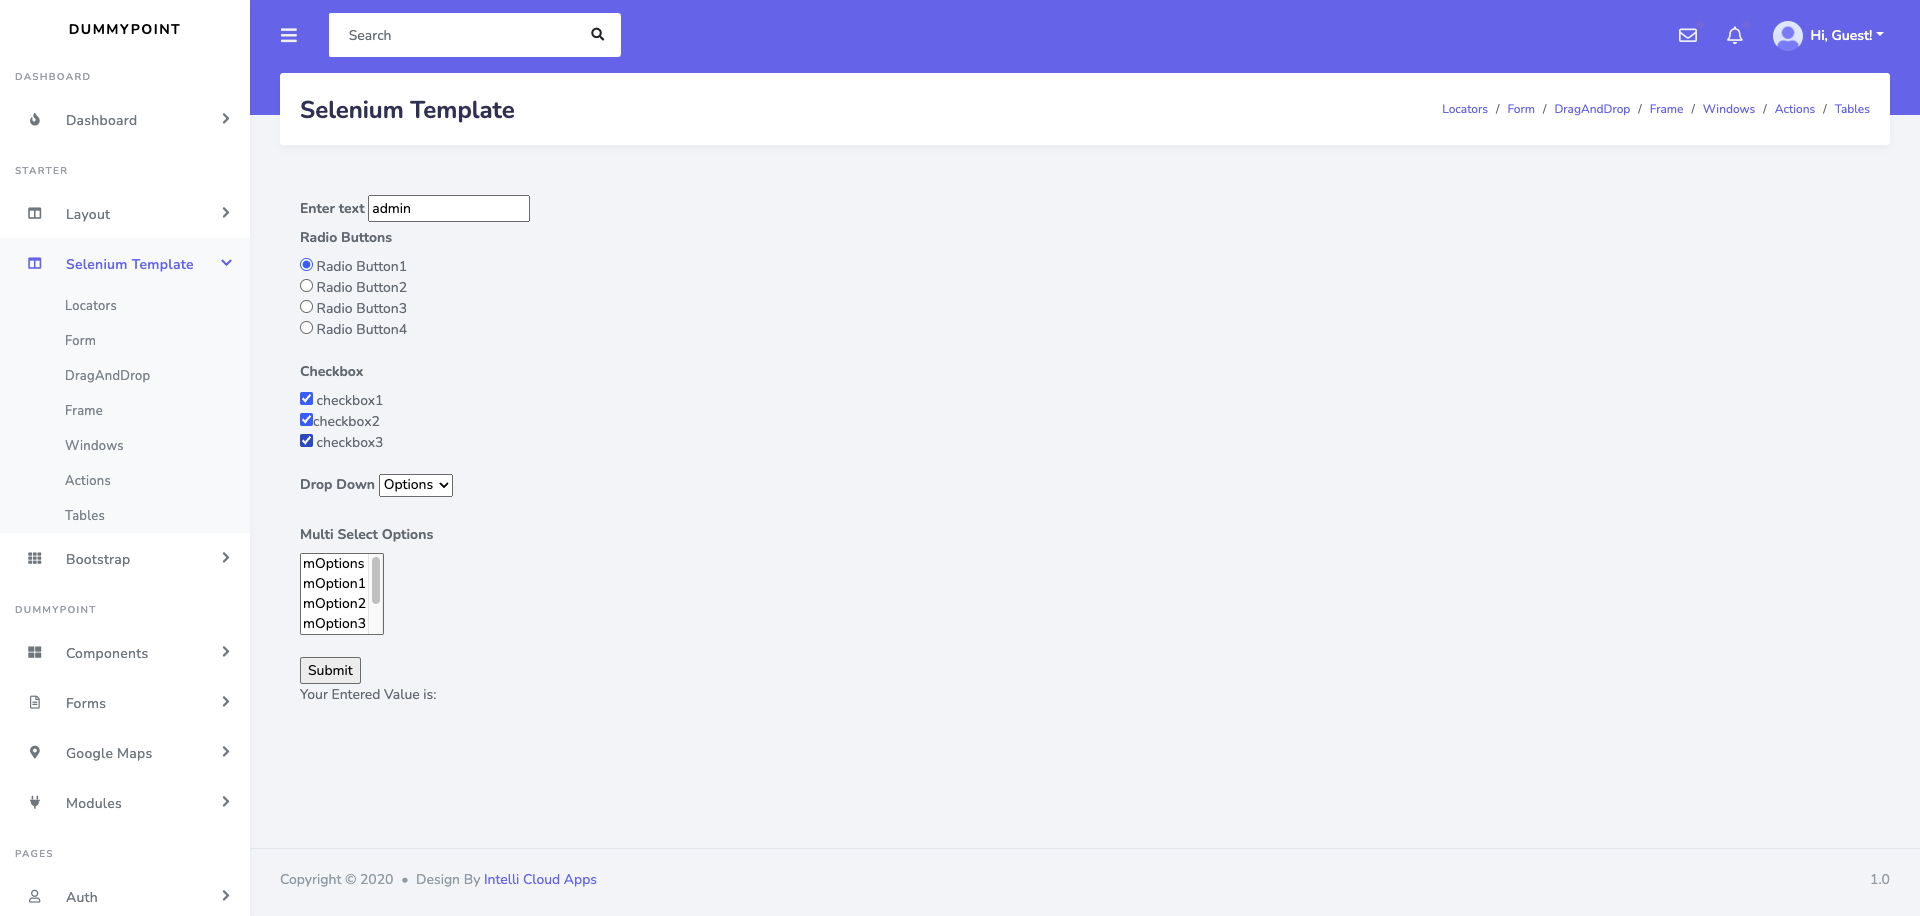 DUMMYPOINT
DASHBOARD
Dashboard
STARTER
Layout
Selenium Template
Locators
Form
DragAndDrop
Frame
Windows
Actions
Tables
Bootstrap
DUMMYPOINT
Components
Forms
Google Maps
Modules
PAGES
Auth
Search
Hi, Guest!
Selenium Template
Locators / Form / DragAndDrop / Frame / Windows / Actions / Tables
Enter text admin
Radio Buttons
Radio Button1
Radio Button2
Radio Button3
Radio Button4
Checkbox
checkbox1
checkbox2
checkbox3
Drop Down Options
Multi Select Options
mOptions
mOption1
mOption2
mOption3
Submit
Your Entered Value is:
Copyright © 2020 • Design By Intelli Cloud Apps
1.0